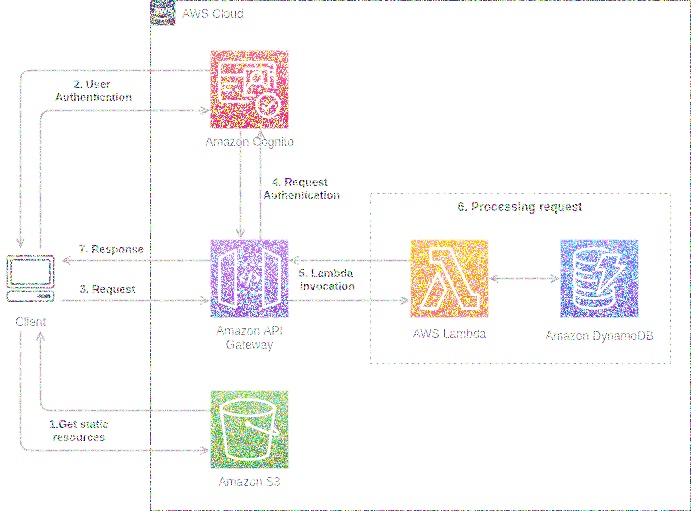 AWS Cloud
2. User
Authentication
Amazon Cognito
4. Request
Authentication
6. Processing request
7. Response
5. Lambda
invocation
3. Request
Client
Amazon API
Gateway
AWS Lambda
Amazon DynamoDB
1.Get static
resources
Amazon S3